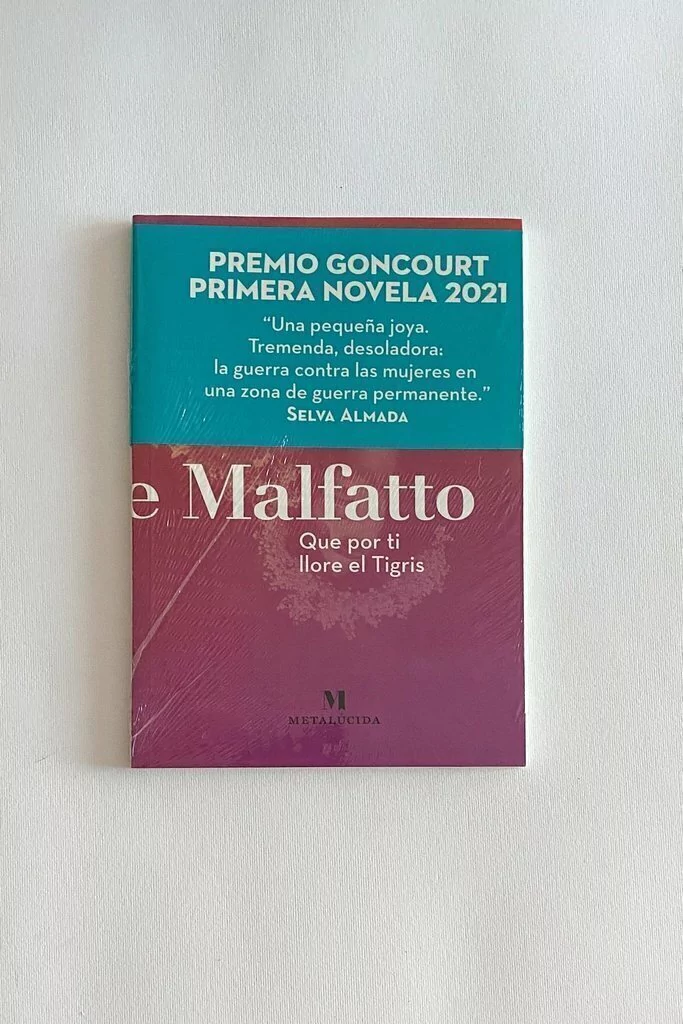 PREMIO GONCOURT
PRIMERA NOVELA 2021
“Una pequeña joya.
Tremenda, desoladora:
la guerra contra las mujeres en
una zona de guerra permanente.”
SELVA ALMADA
e Malfatto
Que por ti
llore el Tigris
M
METALÚCIDA